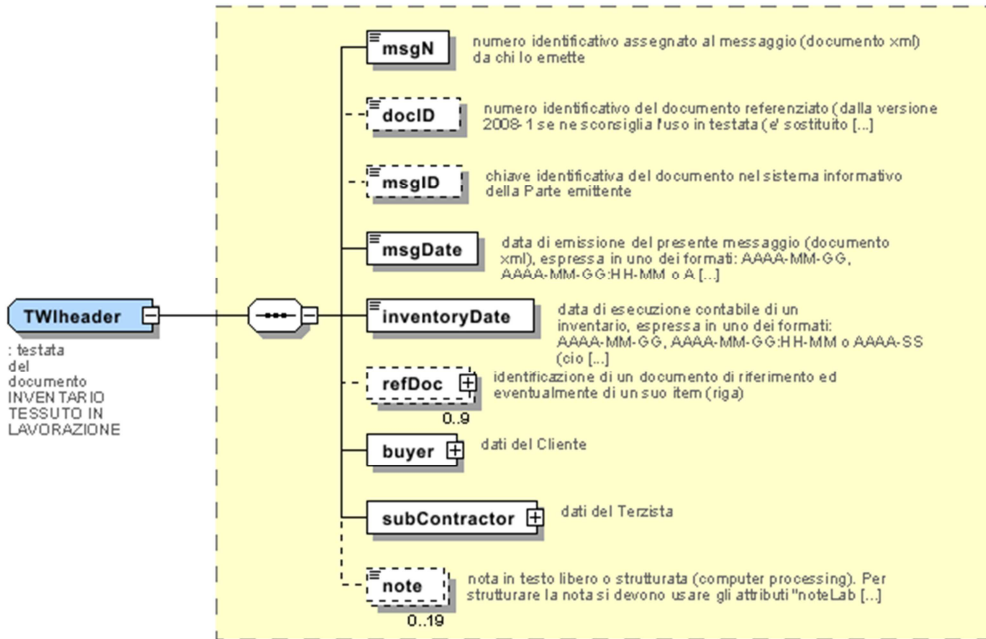 msgN
numero identificativo assegnato al messaggio (documento xml)
da chi lo emette
docID
numero identificativo del documento referenziato (dalla versione
2008-1 se ne sconsiglia l'uso in testata (e' sostituito [...]
msgID
chiave identificativa del documento nel sistema informativo
della Parte emittente
msgDate
data di emissione del presente messaggio (documento
xml), espressa in uno dei formati: AAAA-MM-GG,
AAAA-MM-GG:HH-MM o A [...]
TWIheader
: testata
del
documento
INVENTARIO
TESSUTO IN
LAVORAZIONE
inventoryDate
data di esecuzione contabile di un
inventario, espressa in uno dei formati:
AAAA-MM-GG, AAAA-MM-GG:HH-MM o AAAA-SS
(cio [...]
refDoc
0..9
identificazione di un documento di riferimento ed
eventualmente di un suo item (riga)
buyer
dati del Cliente
subContractor
dati del Terzista
note
0..19
nota in testo libero o strutturata (computer processing). Per
strutturare la nota si devono usare gli attributi "noteLab [...]